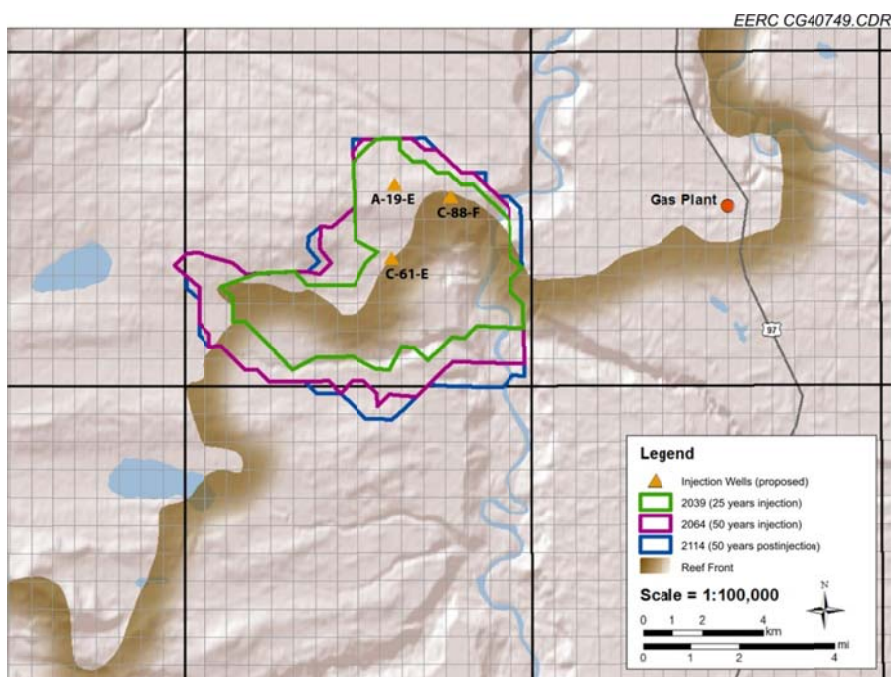 EERC CG40749.CDR
A-19-E
C-88-F
Gas Plant
C-61-E
97
Legend
Injection Wells (proposed)
2039 (25 years injection)
2064 (50 years injection)
2114 (50 years postinjection)
Reef Front
Scale = 1:100,000
N
0 1 2 4
km
0 1 2 4
mi